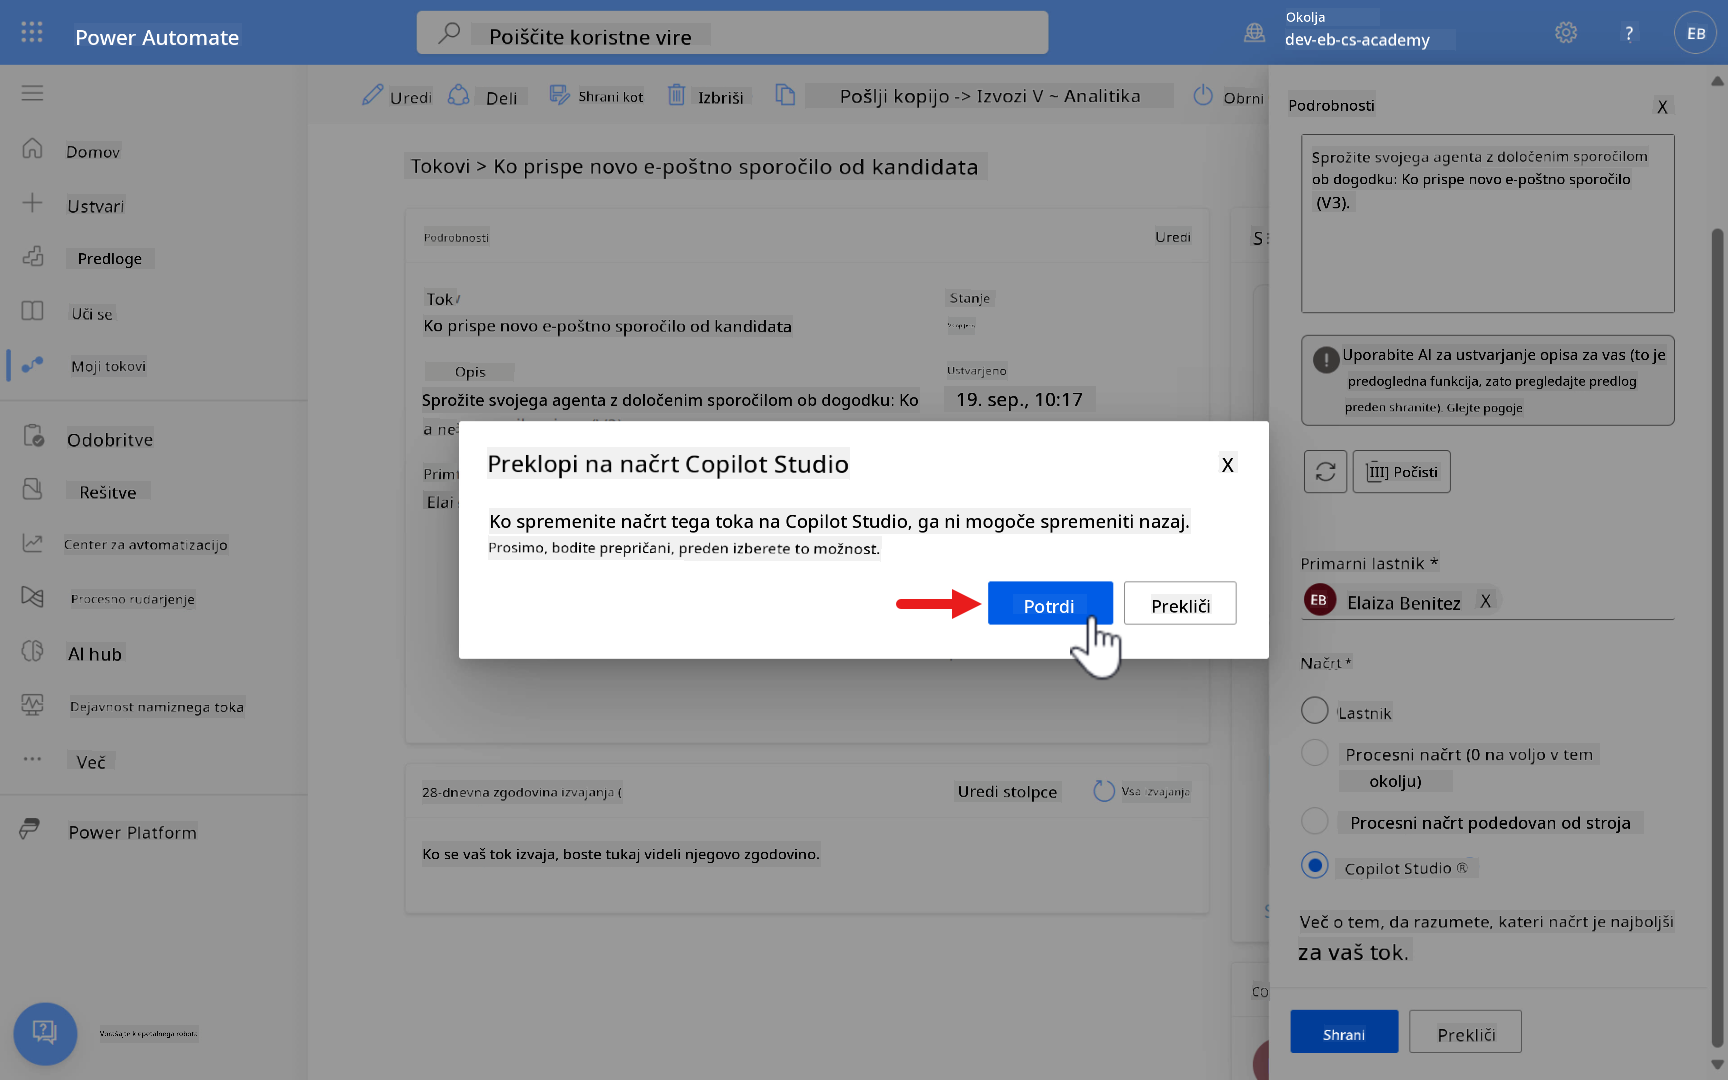 Power Automate
Poiščite koristne vire
Okolja
dev-eb-cs-academy
?
EB
Uredi
Deli
Shrani kot
Izbriši
Pošlji kopijo -> Izvozi V ~ Analitika
Obrni
Domov
Ustvari
Predloge
Uči se
Moji tokovi
Odobritve
Rešitve
Center za avtomatizacijo
Procesno rudarjenje
AI hub
Dejavnost namiznega toka
Več
Power Platform
Tokovi > Ko prispe novo e-poštno sporočilo od kandidata
Podrobnosti
Uredi
Tok
Ko prispe novo e-poštno sporočilo od kandidata
Stanje
Opis
Sprožite svojega agenta z določenim sporočilom ob dogodku: Ko
a ne
Ustvarjeno
19. sep., 10:17
Elai
Preklopi na načrt Copilot Studio
X
Ko spremenite načrt tega toka na Copilot Studio, ga ni mogoče spremeniti nazaj.
Prosimo, bodite prepričani, preden izberete to možnost.
Potrdi
Prekliči
28-dnevna zgodovina izvajanja (
Uredi stolpce
Vsa izvajanja
Ko se vaš tok izvaja, boste tukaj videli njegovo zgodovino.
S
CO
Podrobnosti
X
Sprožite svojega agenta z določenim sporočilom
ob dogodku: Ko prispe novo e-poštno sporočilo
(V3).
Uporabite AI za ustvarjanje opisa za vas (to je
predogledna funkcija, zato pregledajte predlog
preden shranite). Glejte pogoje
[III] Počisti
Primarni lastnik *
EB
Elaiza Benitez
X
Načrt *
Lastnik
Procesni načrt (0 na voljo v tem
okolju)
Procesni načrt podedovan od stroja
Copilot Studio ®
Več o tem, da razumete, kateri načrt je najboljši
za vaš tok.
Shrani
Prekliči